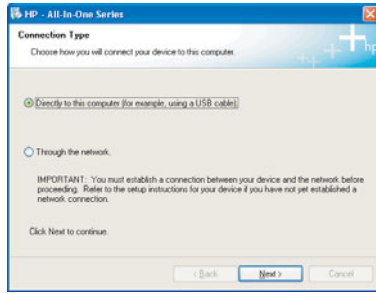 HP - All-In-One Series
Connection Type
Choose how you will connect your device to this computer.
hp
Directly to this computer (for example, using a USB cable).
Through the network.
IMPORTANT: You must establish a connection between your device and the network before
proceeding. Refer to the setup instructions for your device if you have not yet established a
network connection.
Click Next to continue.
< Back
Next >
Cancel